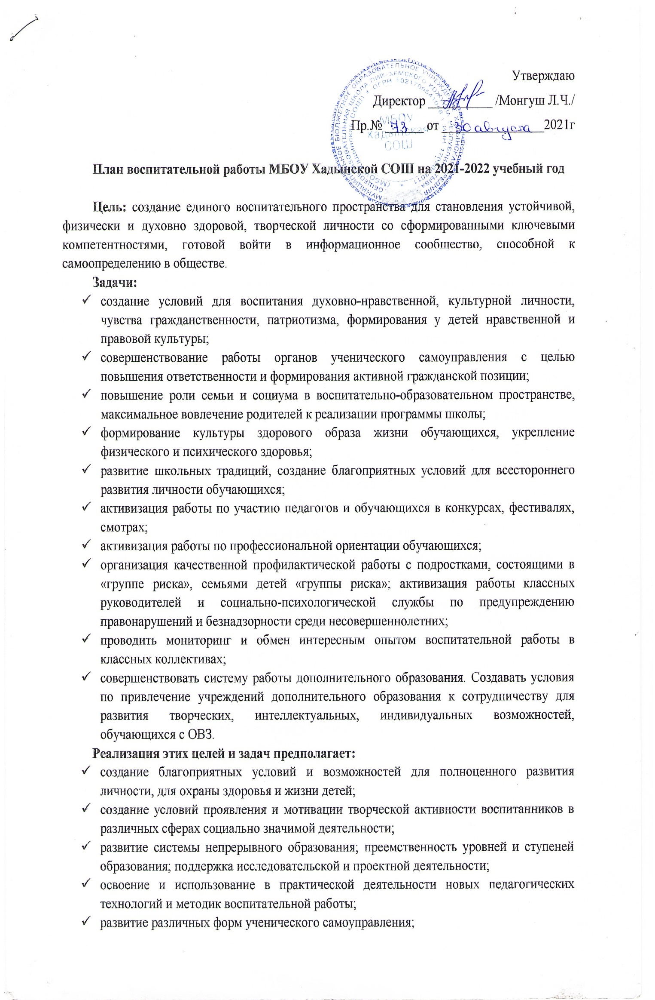 Утверждаю
Директор __________ /Монгуш Л.Ч./
Пр.№ 73 от 30 августа 2021г
МБОУ
Хадынская
СОШ
План воспитательной работы МБОУ Хадынской СОШ на 2021-2022 учебный год
Цель: создание единого воспитательного пространства для становления устойчивой,
физически и духовно здоровой, творческой личности со сформированными ключевыми
компетентностями, готовой войти в информационное сообщество, способной к
самоопределению в обществе.
Задачи:
✓ создание условий для воспитания духовно-нравственной, культурной личности,
чувства гражданственности, патриотизма, формирования у детей нравственной и
правовой культуры;
✓ совершенствование работы органов ученического самоуправления с целью
повышения ответственности и формирования активной гражданской позиции;
✓ повышение роли семьи и социума в воспитательно-образовательном пространстве,
максимальное вовлечение родителей к реализации программы школы;
✓ формирование культуры здорового образа жизни обучающихся, укрепление
физического и психического здоровья;
✓ развитие школьных традиций, создание благоприятных условий для всестороннего
развития личности обучающихся;
✓ активизация работы по участию педагогов и обучающихся в конкурсах, фестивалях,
смотрах;
✓ активизация работы по профессиональной ориентации обучающихся;
✓ организация качественной профилактической работы с подростками, состоящими в
«группе риска», семьями детей «группы риска»; активизация работы классных
руководителей и социально-психологической службы по предупреждению
правонарушений и безнадзорности среди несовершеннолетних;
✓ проводить мониторинг и обмен интересным опытом воспитательной работы в
классных коллективах;
✓ совершенствовать систему работы дополнительного образования. Создавать условия
по привлечение учреждений дополнительного образования к сотрудничеству для
развития творческих, интеллектуальных, индивидуальных возможностей,
обучающихся с ОВЗ.
Реализация этих целей и задач предполагает:
✓ создание благоприятных условий и возможностей для полноценного развития
личности, для охраны здоровья и жизни детей;
✓ создание условий проявления и мотивации творческой активности воспитанников в
различных сферах социально значимой деятельности;
✓ развитие системы непрерывного образования; преемственность уровней и ступеней
образования; поддержка исследовательской и проектной деятельности;
✓ освоение и использование в практической деятельности новых педагогических
технологий и методик воспитательной работы;
✓ развитие различных форм ученического самоуправления;